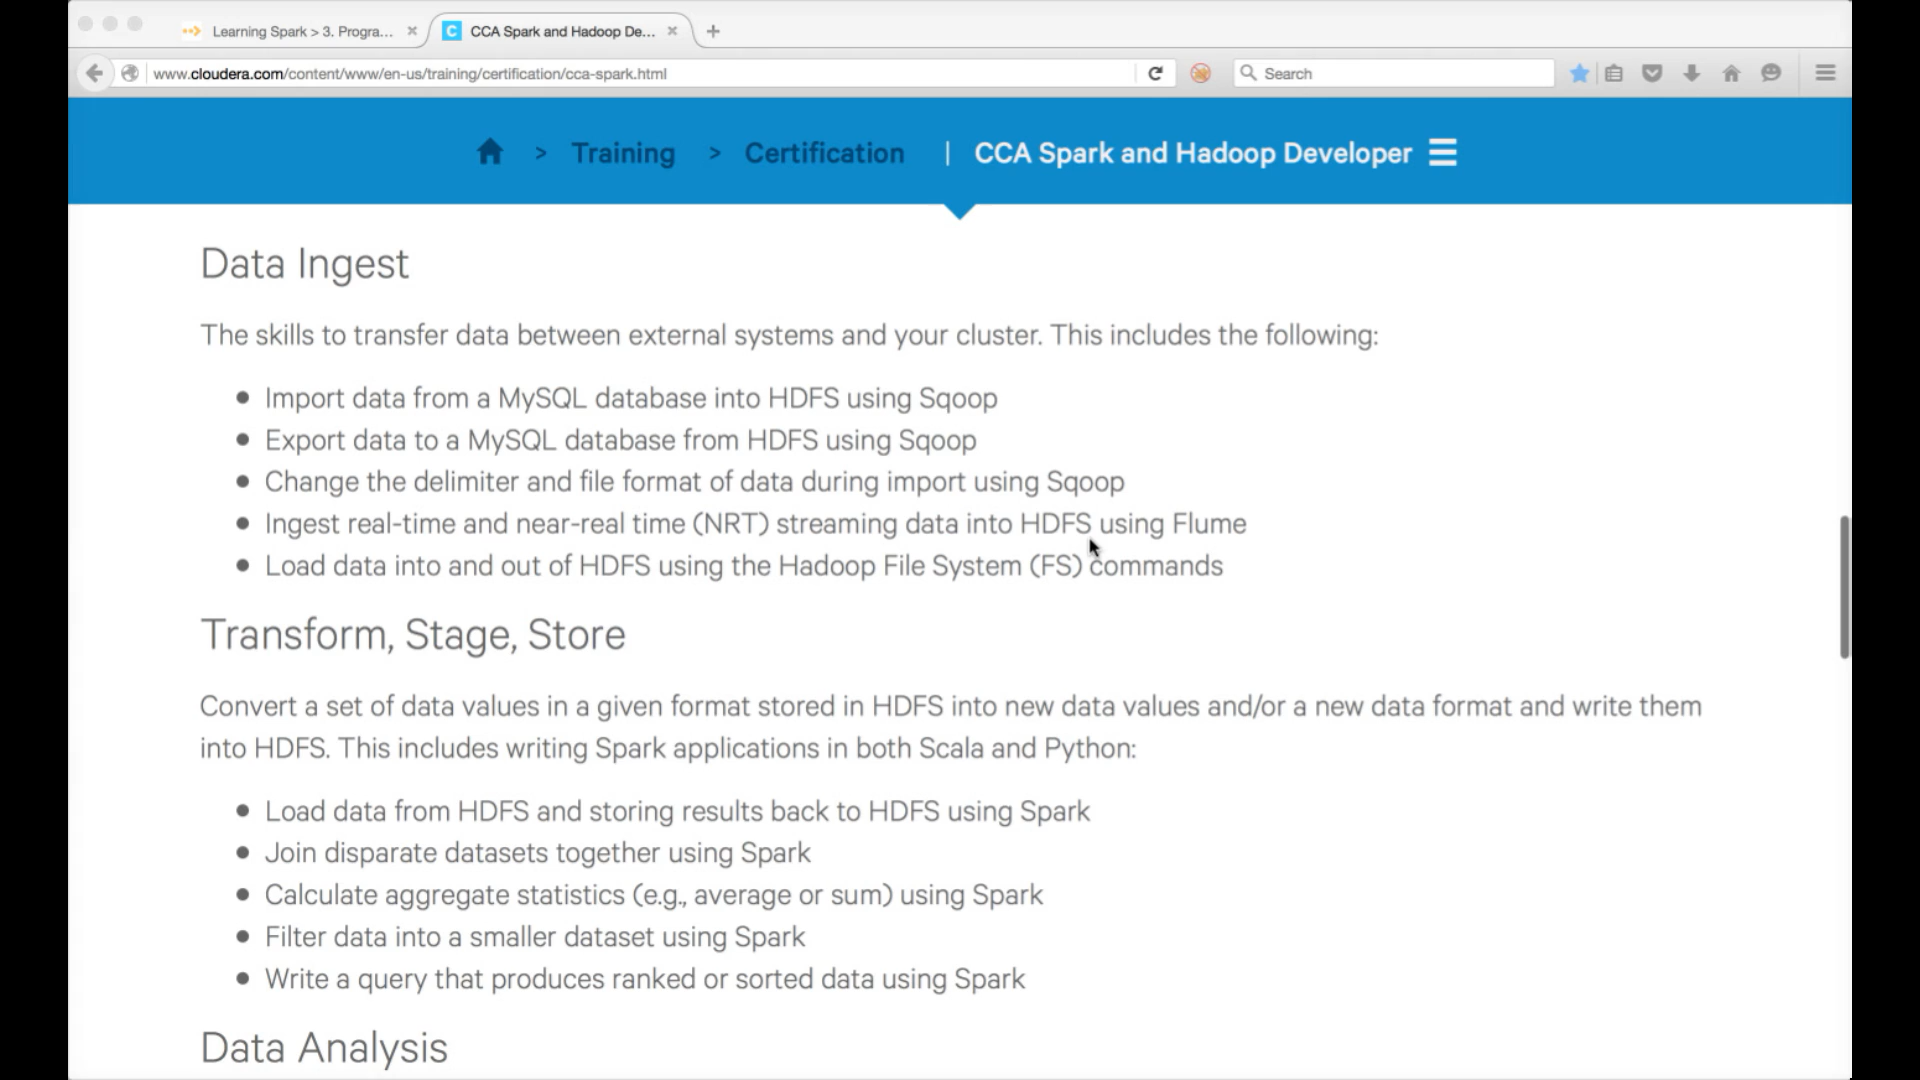 Learning Spark > 3. Progra...
C CCA Spark and Hadoop De...
www.cloudera.com/content/www/en-us/training/certification/cca-spark.html
Search
> Training > Certification | CCA Spark and Hadoop Developer
Data Ingest
The skills to transfer data between external systems and your cluster. This includes the following:
Import data from a MySQL database into HDFS using Sqoop
Export data to a MySQL database from HDFS using Sqoop
Change the delimiter and file format of data during import using Sqoop
Ingest real-time and near-real time (NRT) streaming data into HDFS using Flume
Load data into and out of HDFS using the Hadoop File System (FS) commands
Transform, Stage, Store
Convert a set of data values in a given format stored in HDFS into new data values and/or a new data format and write them
into HDFS. This includes writing Spark applications in both Scala and Python:
Load data from HDFS and storing results back to HDFS using Spark
Join disparate datasets together using Spark
Calculate aggregate statistics (e.g., average or sum) using Spark
Filter data into a smaller dataset using Spark
Write a query that produces ranked or sorted data using Spark
Data Analysis